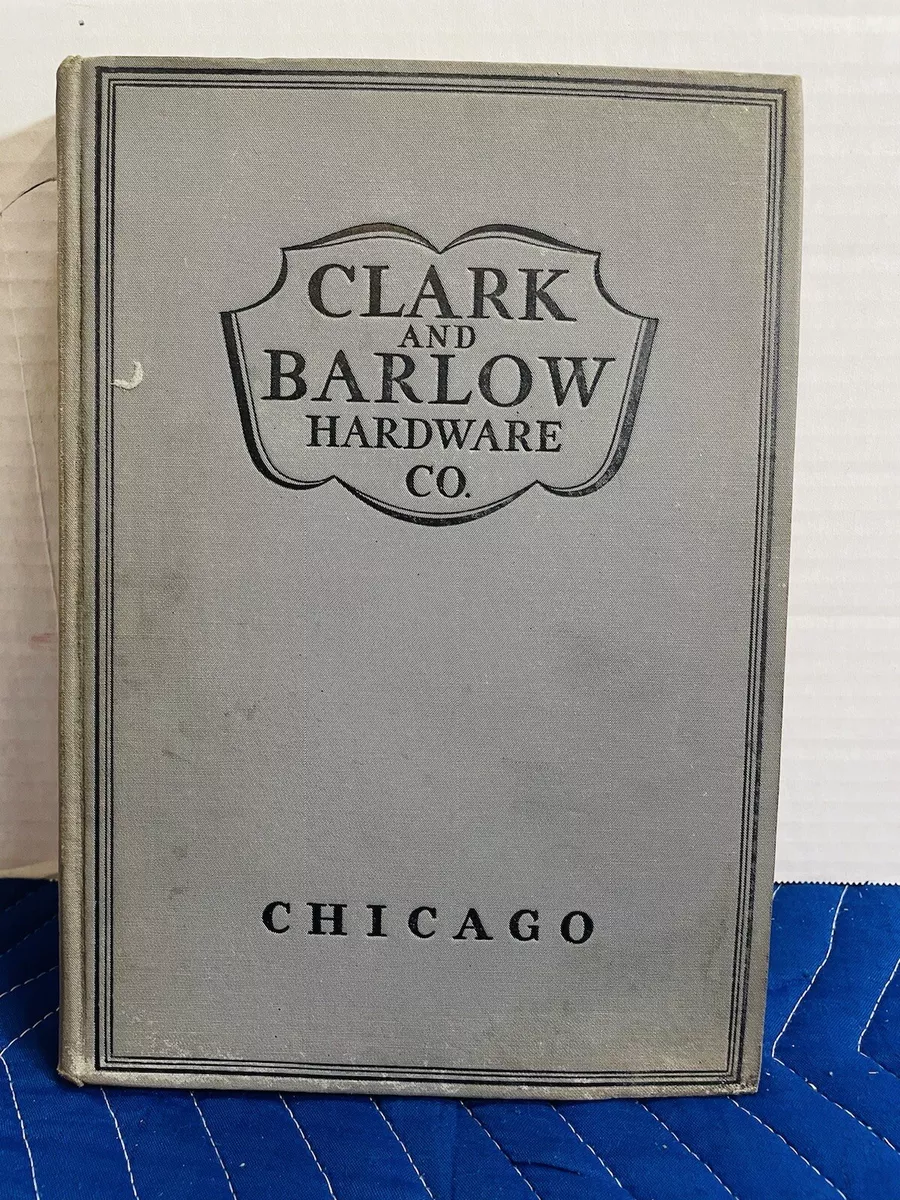 CLARK
AND
BARLOW
HARDWARE
CO.
CHICAGO